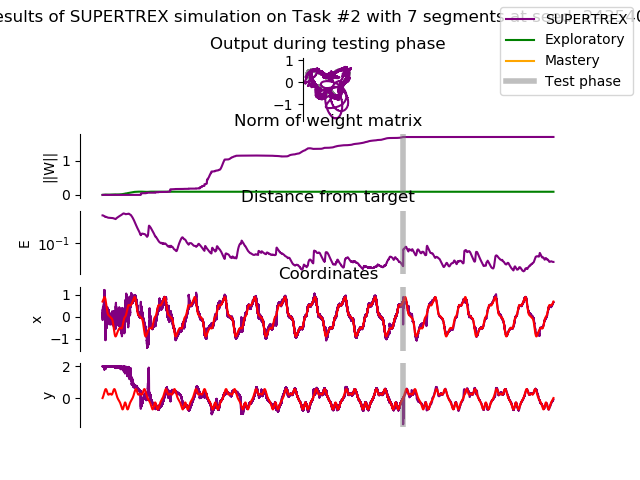 esults of SUPERTREX simulation on Task #2 with 7 segments at seed
SUPERTREX
Exploratory
Mastery
Test phase
Output during testing phase
1
0
−1
Norm of weight matrix
||W||
1
0
Distance from target
E
10⁻¹
Coordinates
x
1
0
−1
y
2
0